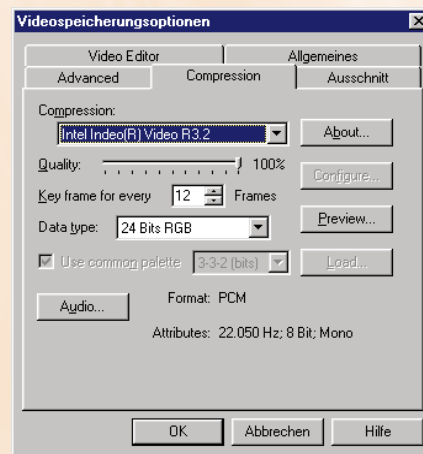 Videospeicherungsoptionen
Video Editor Allgemeines
Advanced Compression Ausschnitt
Compression:
Intel Indeo(R) Video R3.2 About...
Quality: 100% Configure...
Key frame for every 12 Frames
Data type: 24 Bits RGB Preview...
Use common palette 3-3-2 (bits) Load...
Audio... Format: PCM
Attributes: 22.050 Hz; 8 Bit; Mono
OK Abbrechen Hilfe